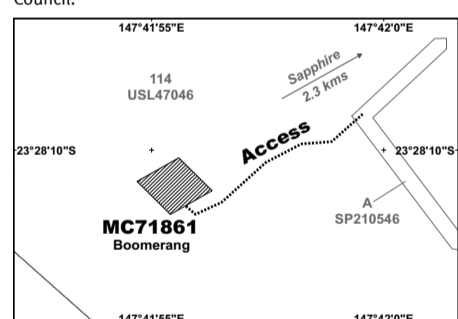 Council.
147°41'55"E 147°42'0"E
Sapphire
2.3 kms
114
USL47046
Access
23°28'10"S 23°28'10"S
A
SP210546
MC71861
Boomerang
147°41'55"E 147°42'0"E